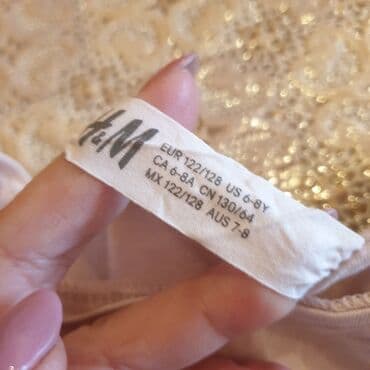 H&M
EUR 122/128 US 6-8Y
CA 6-8A CN 130/64
MX 122/128 AUS 7-8